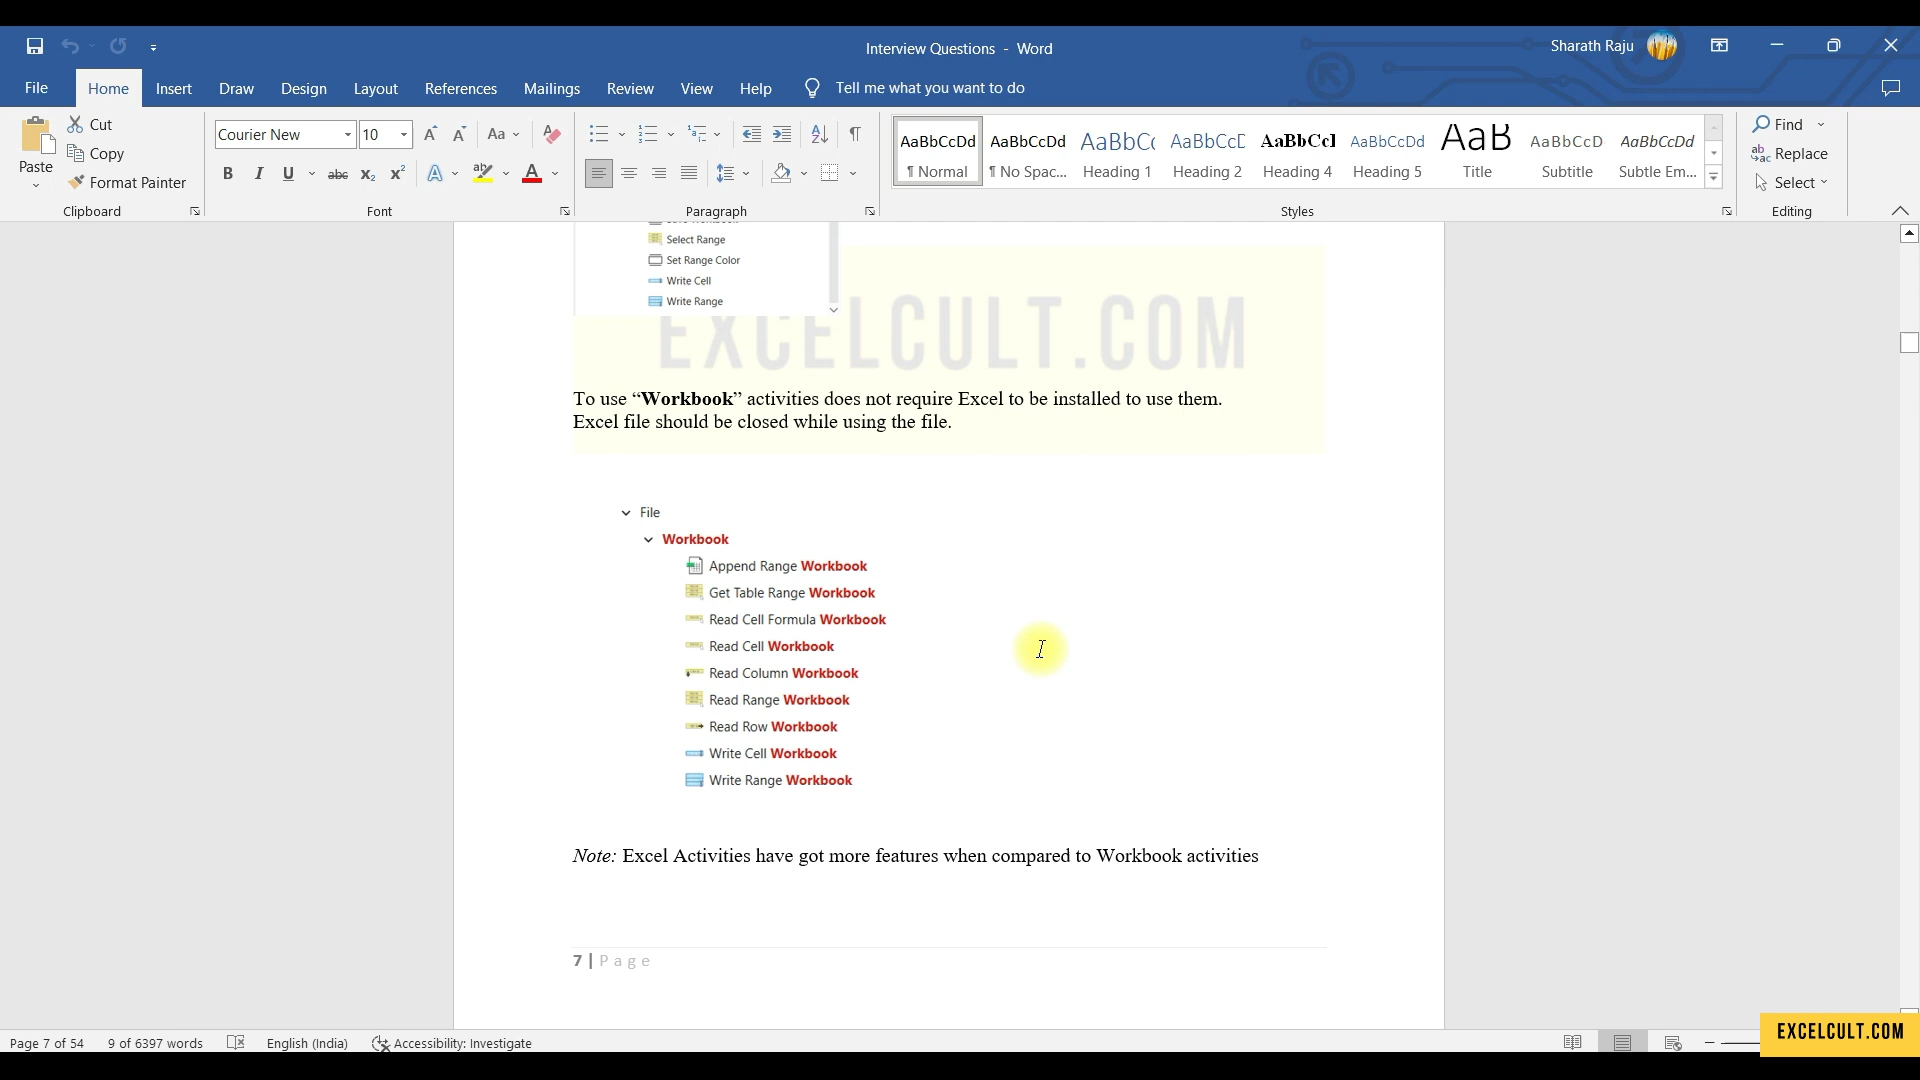 Interview Questions - Word
Sharath Raju
File
Home
Insert
Draw
Design
Layout
References
Mailings
Review
View
Help
Tell me what you want to do
Paste
Cut
Copy
Format Painter
Clipboard
Courier New
10
Aa
B
I
U
abc
x₂
x²
A
A
Font
Paragraph
AaBbCcDd
¶ Normal
AaBbCcDd
¶ No Spac...
AaBbC
Heading 1
AaBbCc
Heading 2
AaBbCc
Heading 4
AaBbCcDd
Heading 5
AaB
Title
AaBbCcD
Subtitle
AaBbCcDd
Subtle Em...
Styles
Find
Replace
Select
Editing
Select Range
Set Range Color
Write Cell
Write Range
EXCELCULT.COM
To use “Workbook” activities does not require Excel to be installed to use them.
Excel file should be closed while using the file.
File
Workbook
Append Range Workbook
Get Table Range Workbook
Read Cell Formula Workbook
Read Cell Workbook
Read Column Workbook
Read Range Workbook
Read Row Workbook
Write Cell Workbook
Write Range Workbook
Note: Excel Activities have got more features when compared to Workbook activities
7 | Page
Page 7 of 54
9 of 6397 words
English (India)
Accessibility: Investigate
EXCELCULT.COM